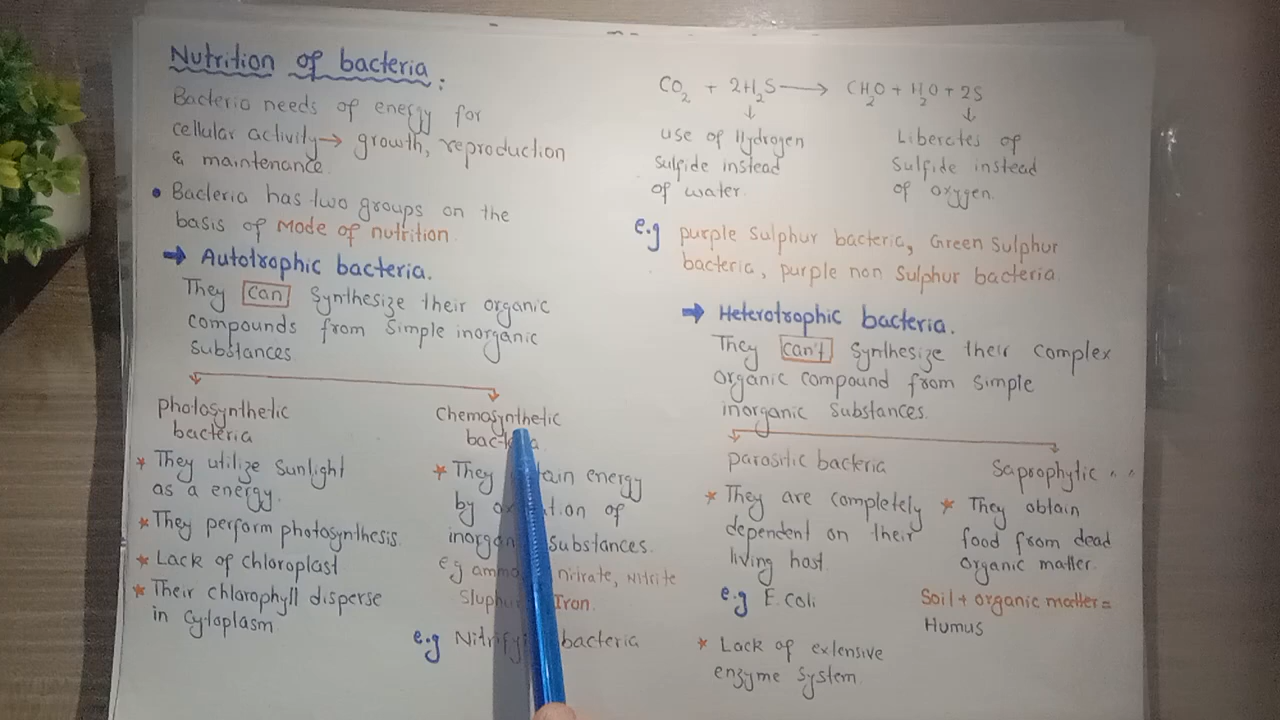 Nutrition of bacteria:
Bacteria needs of energy for
cellular activity→ growth, reproduction
& maintenance.
• Bacteria has two groups on the
basis of Mode of nutrition.
→ Autotrophic bacteria.
They can synthesize their organic
compounds from simple inorganic
substances
photosynthetic
bacteria
* They utilize sunlight
as a energy.
* They perform photosynthesis.
* Lack of chloroplast
* Their chlarophyll disperse
in Cytoplasm
Chemosynthetic
* They energy
by of
substances.
e.g nitrate, Nitrite
Iron.
e.g bacteria
CO2 + 2H2S → CH2O + H2O + 2S
use of Hydrogen
sulfide instead
of water.
Liberates of
sulfide instead
of oxygen.
e.g purple sulphur bacteria, Green sulphur
bacteria, purple non sulphur bacteria
→ Heterotrophic bacteria.
They can't synthesize their complex
organic compound from simple
inorganic substances.
parasitic bacteria
* They are completely
dependent on their
living host.
e.g E.coli
* Lack of extensive
enzyme system.
Saprophytic " "
* They obtain
food from dead
organic matter.
Soil + organic matter =
Humus